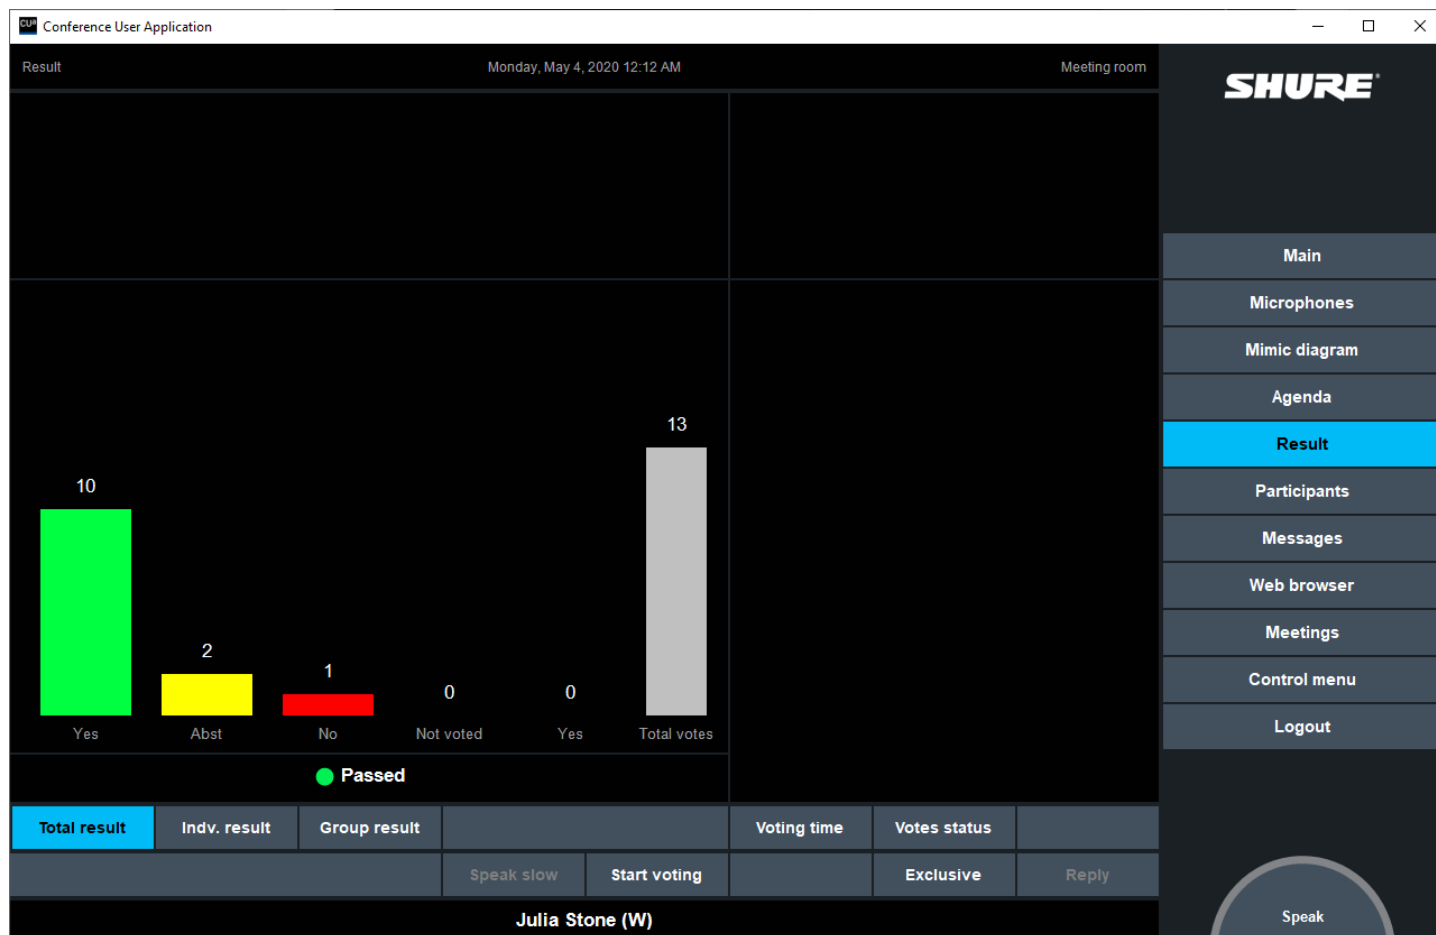 CUa Conference User Application
Result Monday, May 4, 2020 12:12 AM Meeting room
SHURE
Main
Microphones
Mimic diagram
Agenda
Result
Participants
Messages
Web browser
Meetings
Control menu
Logout
13
10
2
1
0
0
Yes Abst No Not voted Yes Total votes
Passed
Total result Indv. result Group result Voting time Votes status
Speak slow Start voting Exclusive Reply
Julia Stone (W)
Speak